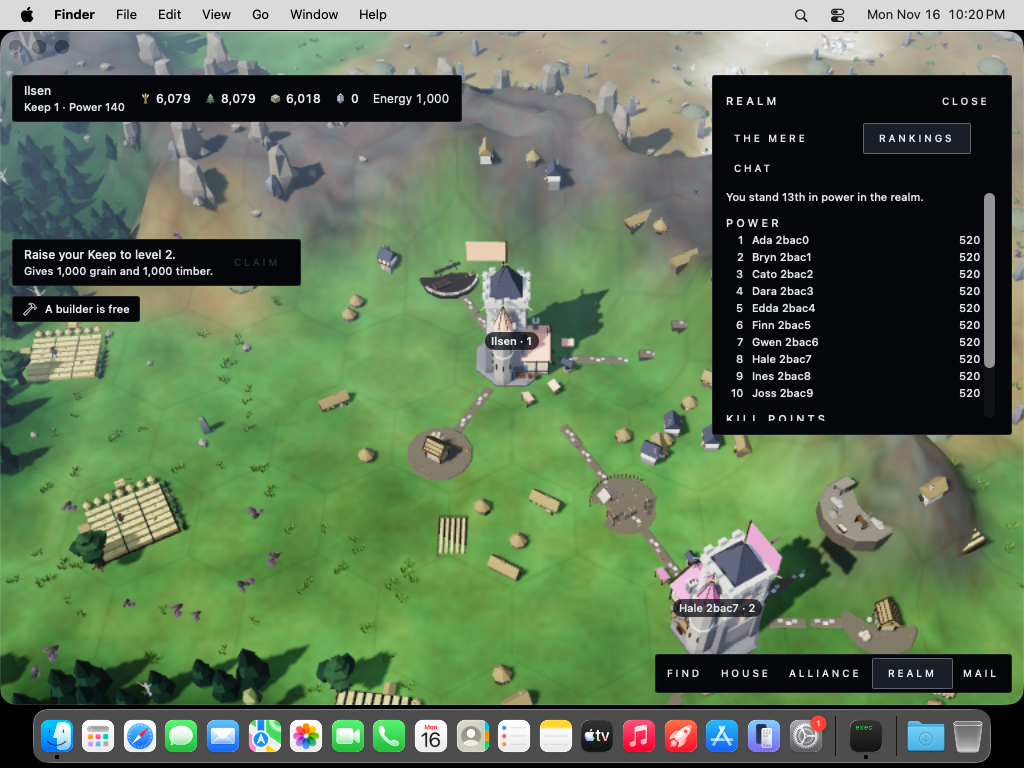 Finder File Edit View Go Window Help Mon Nov 16 10:20 PM
Ilsen
Keep 1 · Power 140
6,079 8,079 6,018 0 Energy 1,000
REALM CLOSE
THE MERE RANKINGS
CHAT
You stand 13th in power in the realm.
POWER
1 Ada 2bac0 520
2 Bryn 2bac1 520
3 Cato 2bac2 520
4 Dara 2bac3 520
5 Edda 2bac4 520
6 Finn 2bac5 520
7 Gwen 2bac6 520
8 Hale 2bac7 520
9 Ines 2bac8 520
10 Joss 2bac9 520
KILL POINTS
Raise your Keep to level 2.
Gives 1,000 grain and 1,000 timber.
CLAIM
A builder is free
Ilsen · 1
Hale 2bac7 · 2
FIND HOUSE ALLIANCE REALM MAIL
Mon
16
tv
1
exec